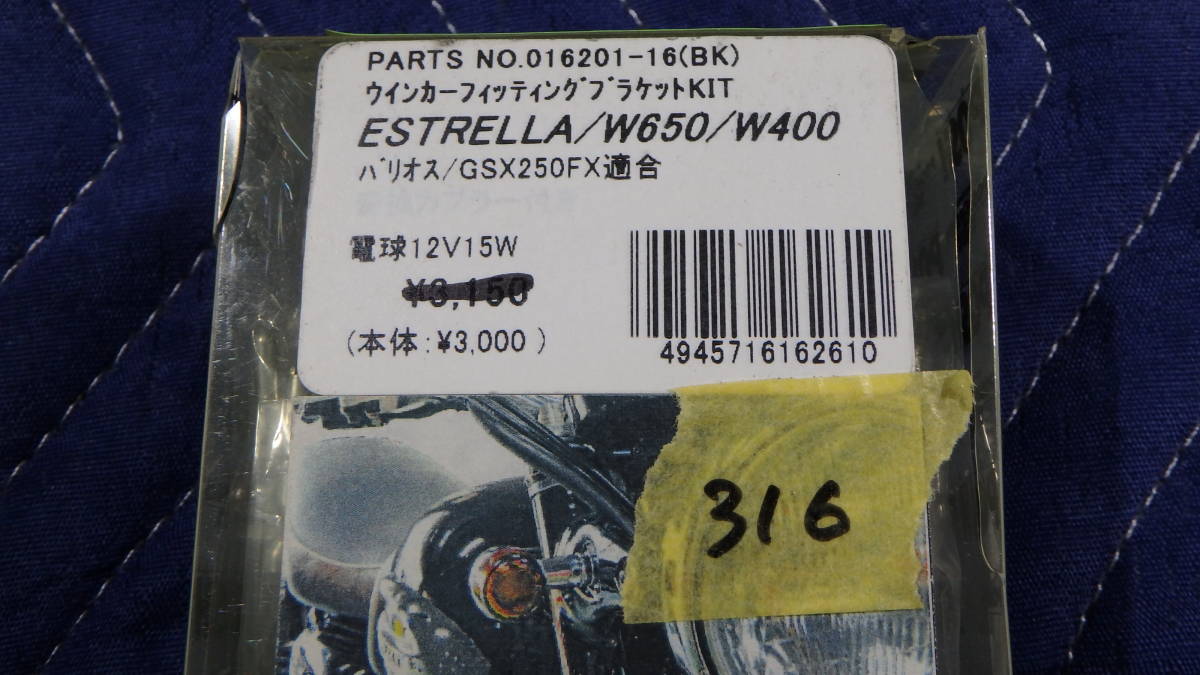 PARTS NO.016201-16(BK)
ウインカーフィッティングブラケットKIT
ESTRELLA/W650/W400
バリオス/GSX250FX適合
電球12V15W
¥3,150
(本体:¥3,000 )
4945716162610
316